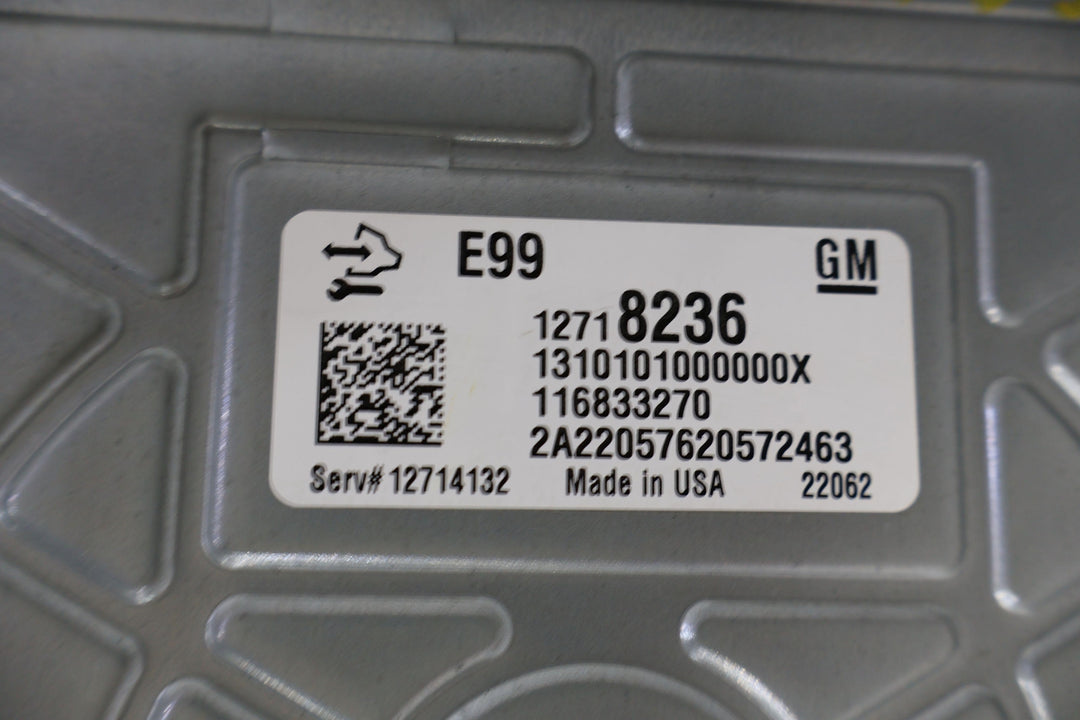 E99
GM
12718236
1310101000000X
116833270
2A22057620572463
Serv# 12714132 Made in USA 22062